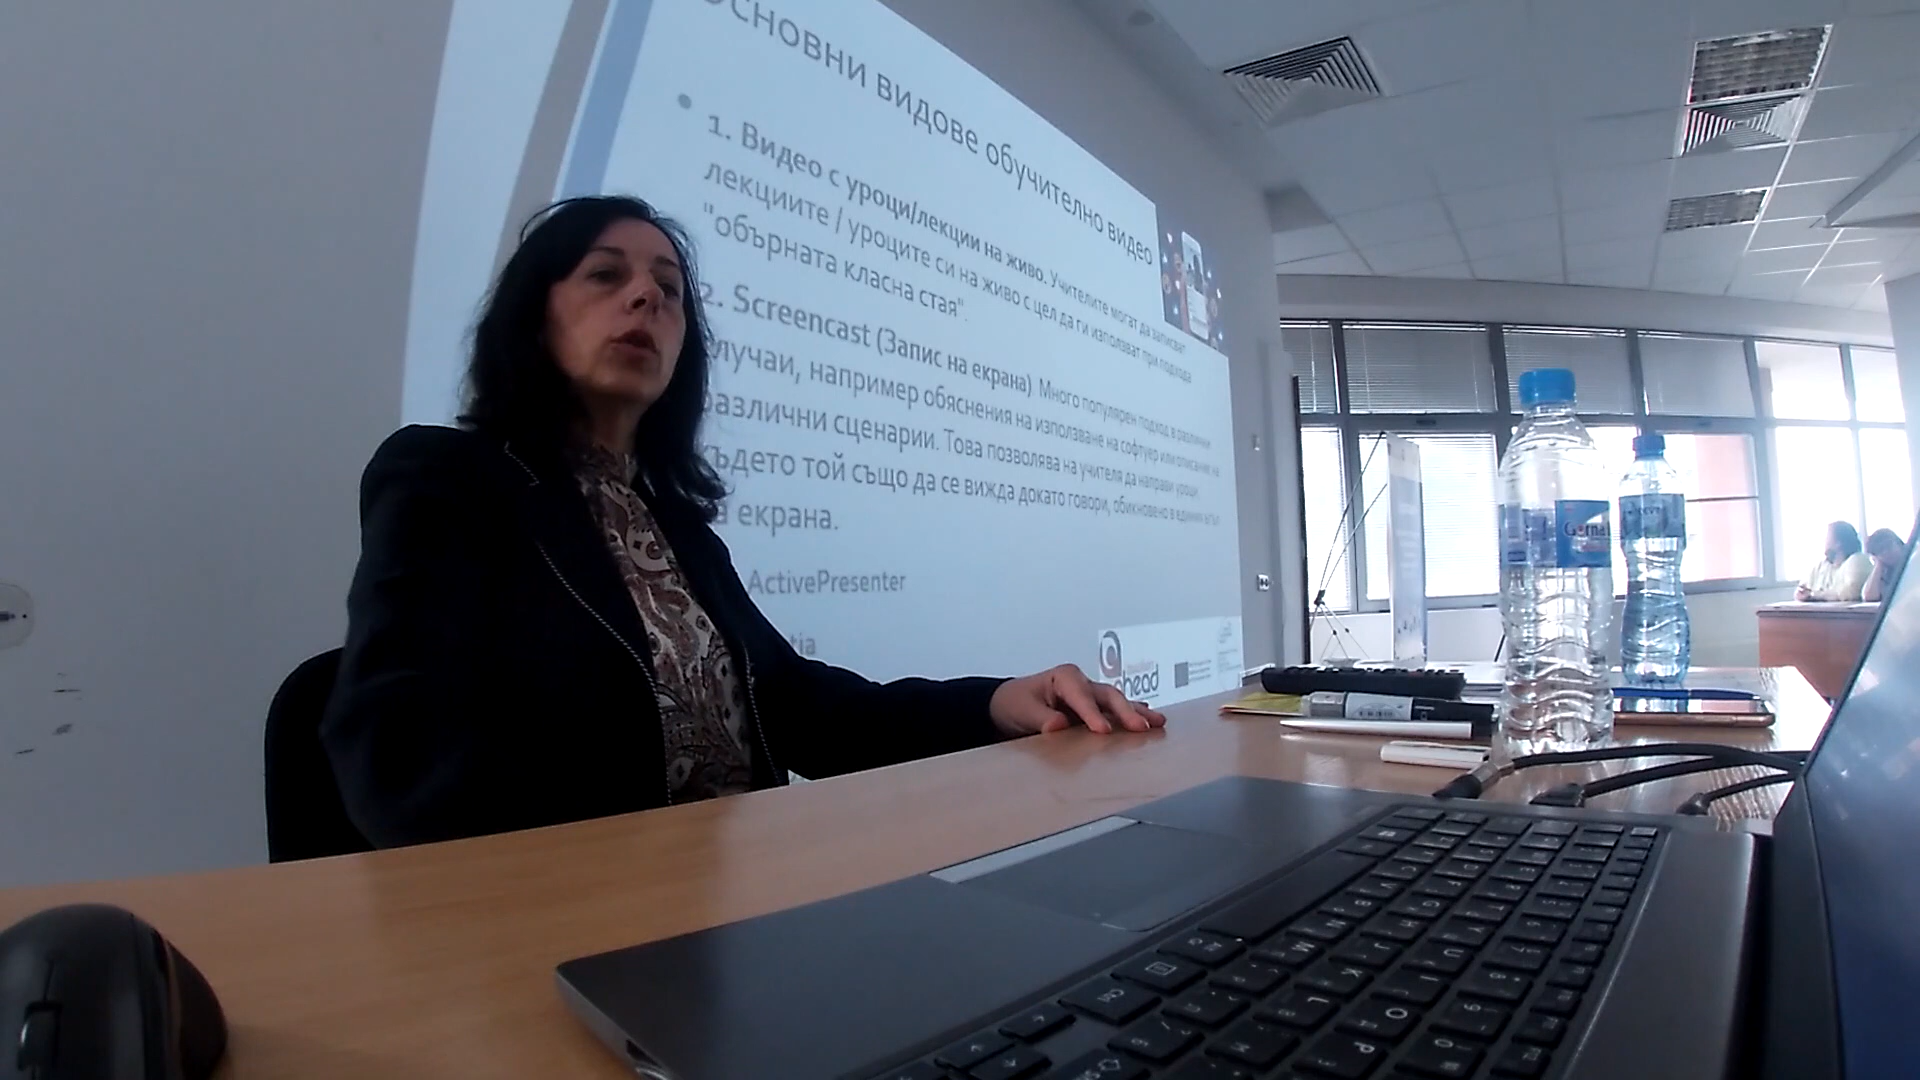 основни видове обучително видео
1. Видео с уроци/лекции на живо. Учителите могат да записват
лекциите / уроците си на живо с цел да ги използват при подхода
"обърната класна стая".
2. Screencast (Запис на екрана) Много популярен подход в различни
случаи, например обяснения на използване на софтуер или описание на
различни сценарии. Това позволява на учителя да направи уроци,
където той също да се вижда докато говори, обикновено в единия ъгъл
екрана.
ActivePresenter
ahead